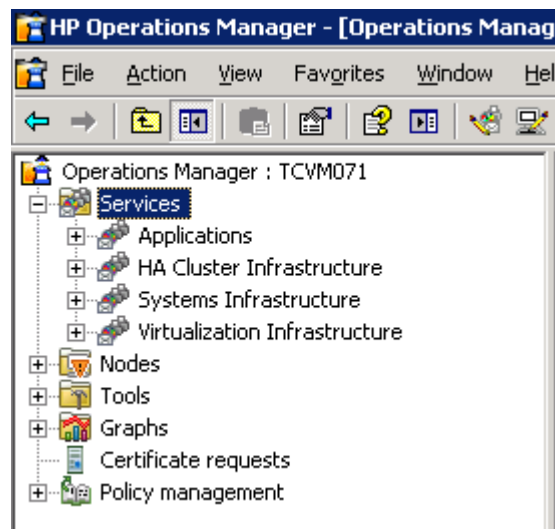 HP Operations Manager - [Operations Manag
File Action View Favorites Window Hel
Operations Manager : TCVM071
Services
Applications
HA Cluster Infrastructure
Systems Infrastructure
Virtualization Infrastructure
Nodes
Tools
Graphs
Certificate requests
Policy management